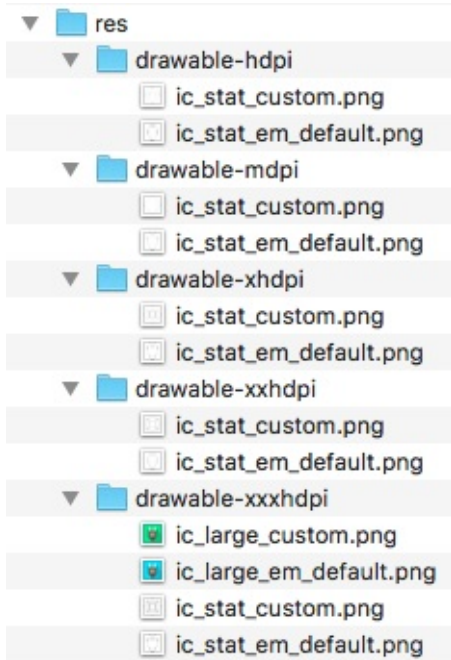 res
drawable-hdpi
ic_stat_custom.png
ic_stat_em_default.png
drawable-mdpi
ic_stat_custom.png
ic_stat_em_default.png
drawable-xhdpi
ic_stat_custom.png
ic_stat_em_default.png
drawable-xxhdpi
ic_stat_custom.png
ic_stat_em_default.png
drawable-xxxhdpi
ic_large_custom.png
ic_large_em_default.png
ic_stat_custom.png
ic_stat_em_default.png